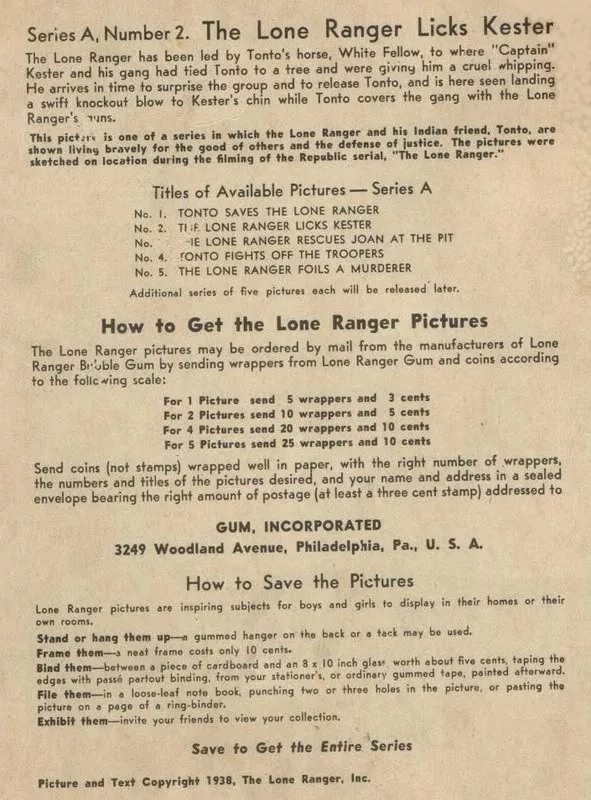 Series A, Number 2. The Lone Ranger Licks Kester
The Lone Ranger has been led by Tonto's horse, White Fellow, to where "Captain"
Kester and his gang had tied Tonto to a tree and were giving him a cruel whipping.
He arrives in time to surprise the group and to release Tonto, and is here seen landing
a swift knockout blow to Kester's chin while Tonto covers the gang with the Lone
Ranger's guns.
This picture is one of a series in which the Lone Ranger and his Indian friend, Tonto, are
shown living bravely for the good of others and the defense of justice. The pictures were
sketched on location during the filming of the Republic serial, "The Lone Ranger."
Titles of Available Pictures — Series A
No. 1. TONTO SAVES THE LONE RANGER
No. 2. THE LONE RANGER LICKS KESTER
No. LONE RANGER RESCUES JOAN AT THE PIT
No. 4. TONTO FIGHTS OFF THE TROOPERS
No. 5. THE LONE RANGER FOILS A MURDERER
Additional series of five pictures each will be released later.
How to Get the Lone Ranger Pictures
The Lone Ranger pictures may be ordered by mail from the manufacturers of Lone
Ranger Bubble Gum by sending wrappers from Lone Ranger Gum and coins according
to the following scale:
For 1 Picture send 5 wrappers and 3 cents
For 2 Pictures send 10 wrappers and 5 cents
For 4 Pictures send 20 wrappers and 10 cents
For 5 Pictures send 25 wrappers and 10 cents
Send coins (not stamps) wrapped well in paper, with the right number of wrappers,
the numbers and titles of the pictures desired, and your name and address in a sealed
envelope bearing the right amount of postage (at least a three cent stamp) addressed to
GUM, INCORPORATED
3249 Woodland Avenue, Philadelphia, Pa., U. S. A.
How to Save the Pictures
Lone Ranger pictures are inspiring subjects for boys and girls to display in their homes or their
own rooms.
Stand or hang them up—a gummed hanger on the back or a tack may be used.
Frame them—a neat frame costs only 10 cents.
Bind them—between a piece of cardboard and an 8 x 10 inch glass, worth about five cents, taping the
edges with passé partout binding, from your stationer's, or ordinary gummed tape, painted afterward.
File them—in a loose-leaf note book, punching two or three holes in the picture, or pasting the
picture on a page of a ring-binder.
Exhibit them—invite your friends to view your collection.
Save to Get the Entire Series
Picture and Text Copyright 1938, The Lone Ranger, Inc.